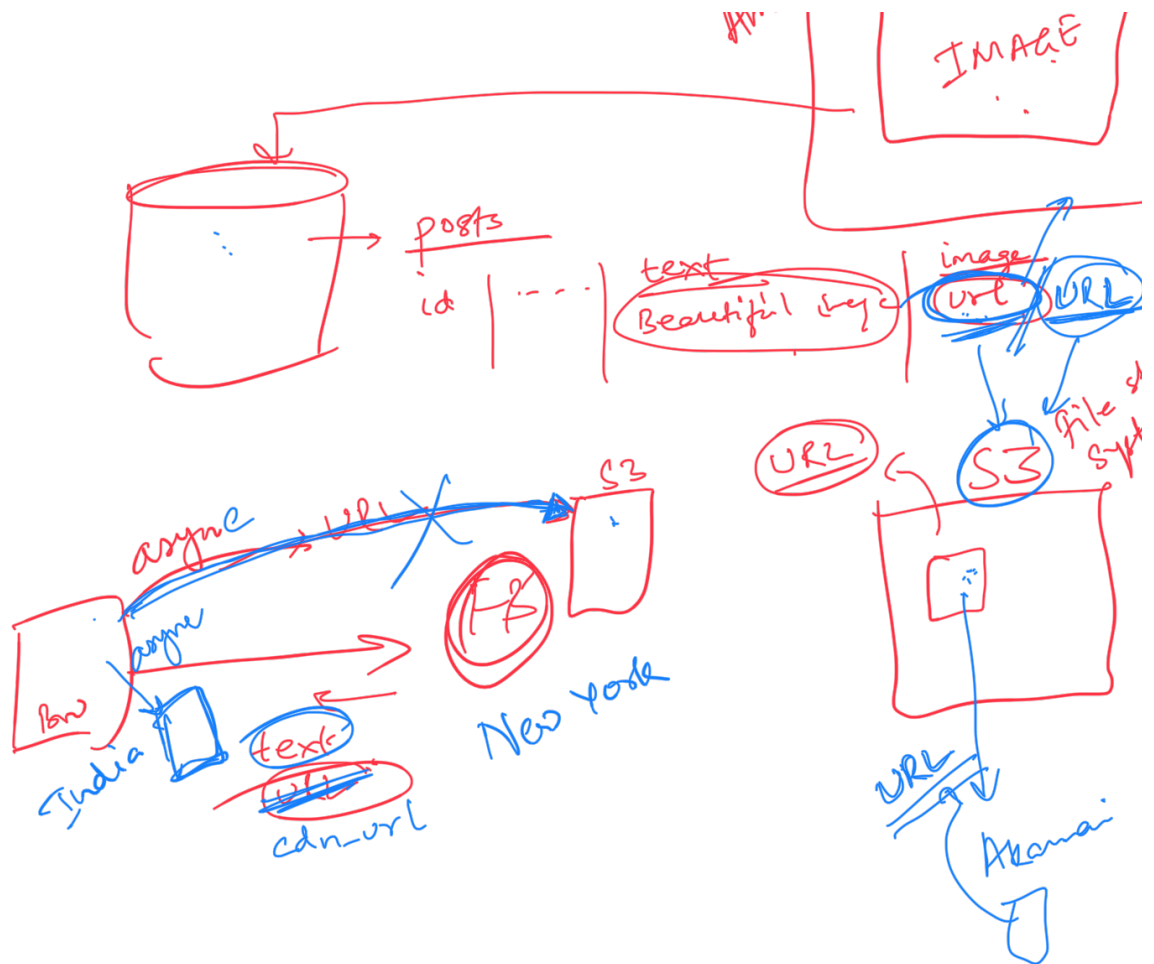 IMAGE
posts
id
text
Beautiful
image
url
URL
File
URL
S3
S3
async
URL
FB
async
New York
India
text
URL
cdn_url
URL
Akamai